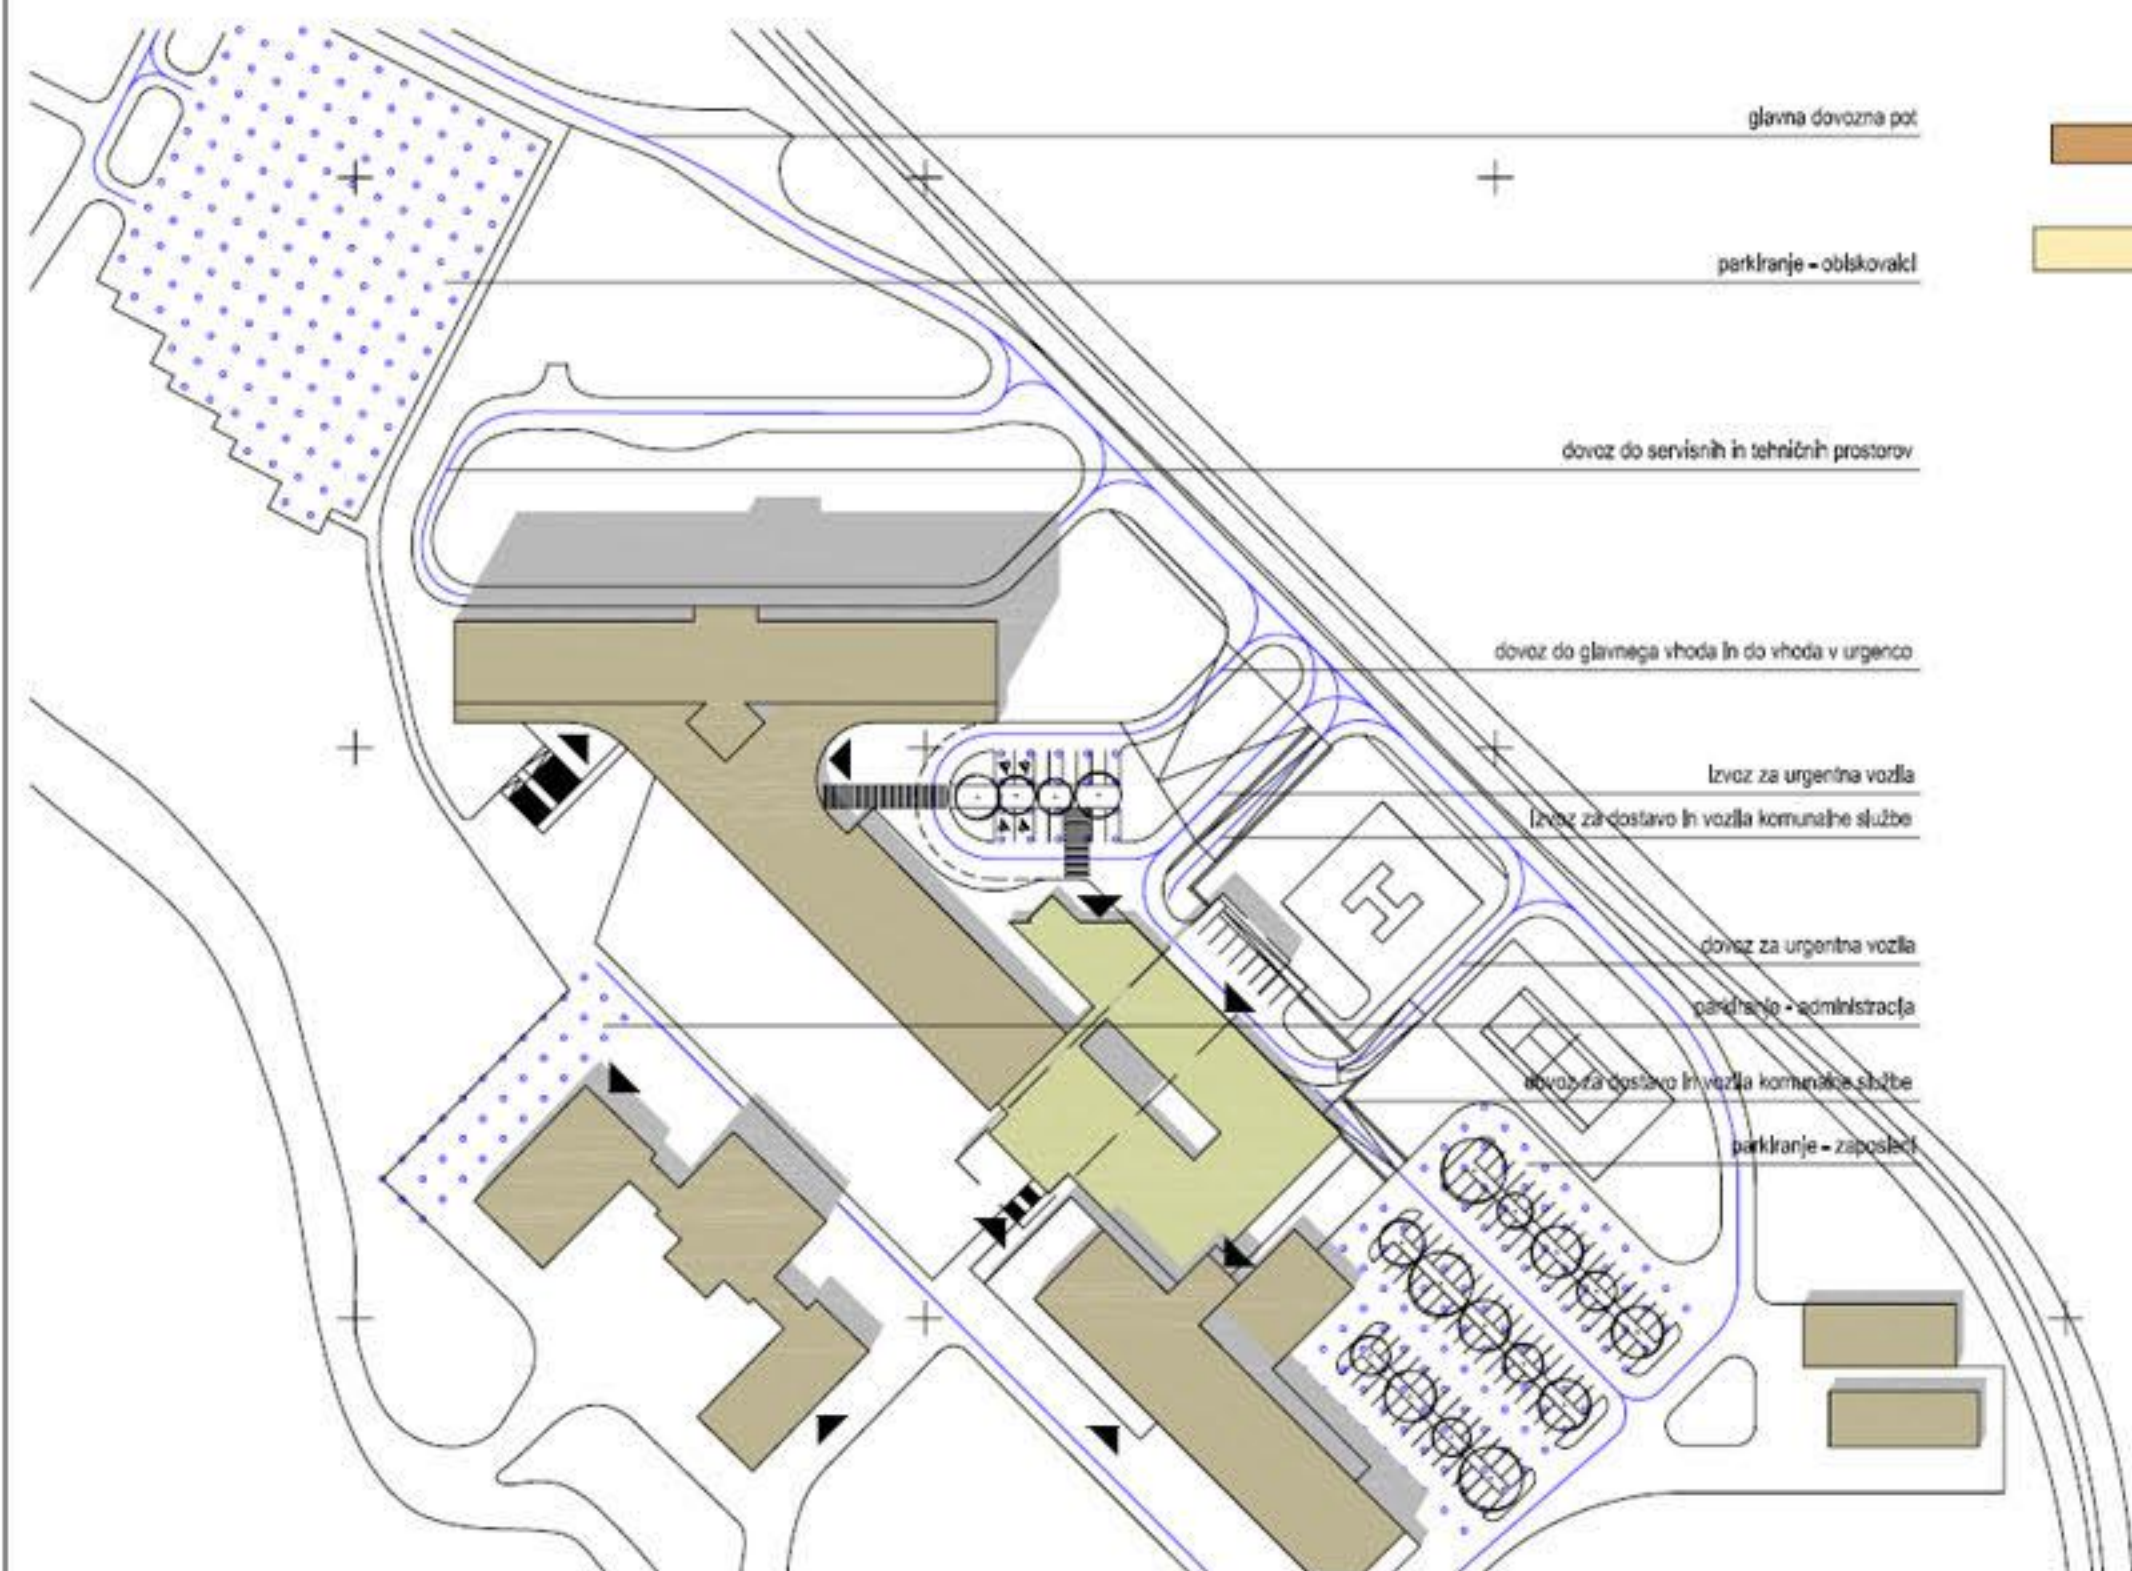 glavna dovozna pot
parkiranje - obiskovalci
dovoz do servisnih in tehničnih prostorov
dovoz do glavnega vhoda in do vhoda v urgenco
izvoz za urgentna vozila
izvoz za dostavo in vozila komunalne službe
H
dovoz za urgentna vozila
parkiranje - administracija
dovoz za dostavo in vozila komunalne službe
parkiranje - zaposleni